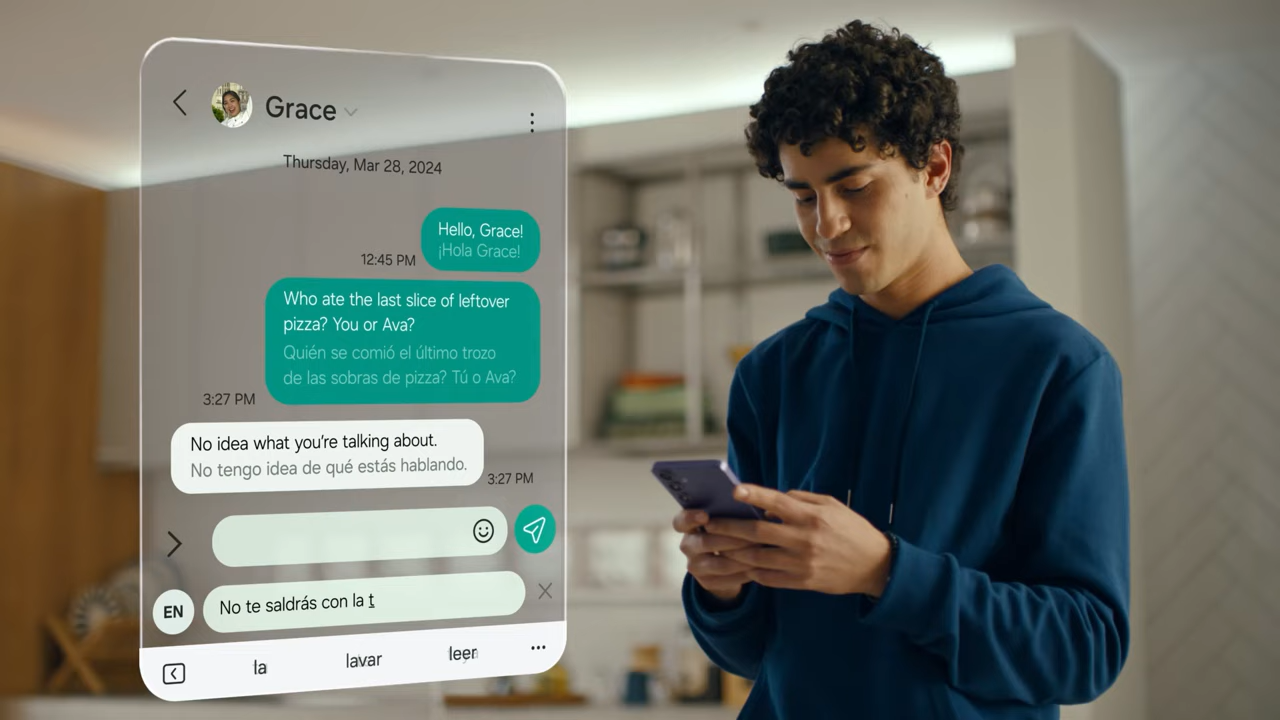 Grace
Thursday, Mar 28, 2024
Hello, Grace!
¡Hola Grace!
12:45 PM
Who ate the last slice of leftover
pizza? You or Ava?
Quién se comió el último trozo
de las sobras de pizza? Tú o Ava?
3:27 PM
No idea what you're talking about.
No tengo idea de qué estás hablando.
3:27 PM
EN
No te saldrás con la t
la
lavar
leer